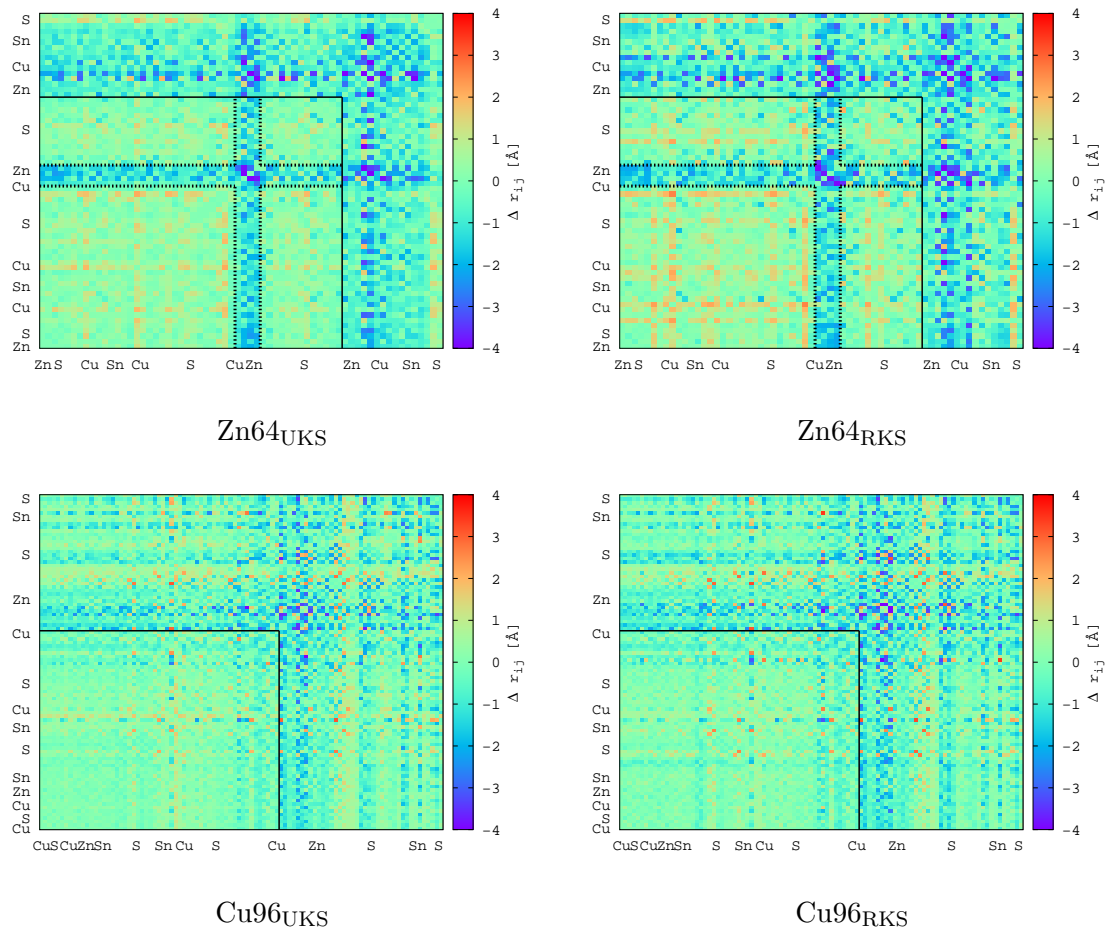 S
Sn
Cu
Zn
S
Zn
Cu
S
Cu
Sn
Cu
S
Zn
ZnS Cu Sn Cu S CuZn S Zn Cu Sn S
4
3
2
1
0
-1
-2
-3
-4
Δ r_ij [Å]
Zn64_UKS
S
Sn
Cu
Zn
S
Zn
Cu
S
Cu
Sn
Cu
S
Zn
Zn S Cu Sn Cu S CuZn S Zn Cu Sn S
4
3
2
1
0
-1
-2
-3
-4
Δ r_ij [Å]
Zn64_RKS
S
Sn
S
Zn
Cu
S
Cu
Sn
S
Sn
Zn
Cu
S
Cu
CuSCuZnSn S Sn Cu S Cu Zn S Sn S
4
3
2
1
0
-1
-2
-3
-4
Δ r_ij [Å]
Cu96_UKS
S
Sn
S
Zn
Cu
S
Cu
Sn
S
Sn
Zn
Cu
S
Cu
CuSCuZnSn S Sn Cu S Cu Zn S Sn S
4
3
2
1
0
-1
-2
-3
-4
Δ r_ij [Å]
Cu96_RKS